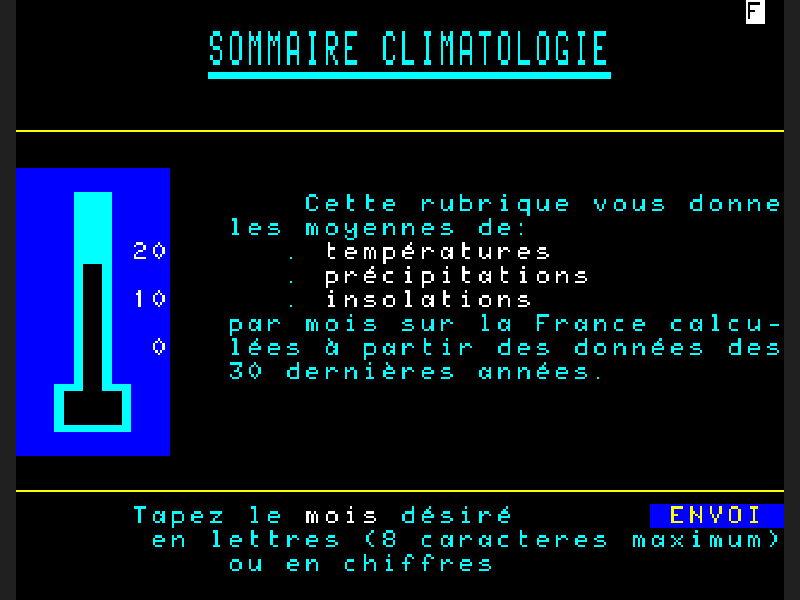 F
SOMMAIRE CLIMATOLOGIE
Cette rubrique vous donne
les moyennes de:
. températures
. précipitations
. insolations
par mois sur la France calcu-
lées à partir des données des
30 dernières années.
20
10
0
Tapez le mois désiré ENVOI
en lettres (8 caracteres maximum)
ou en chiffres